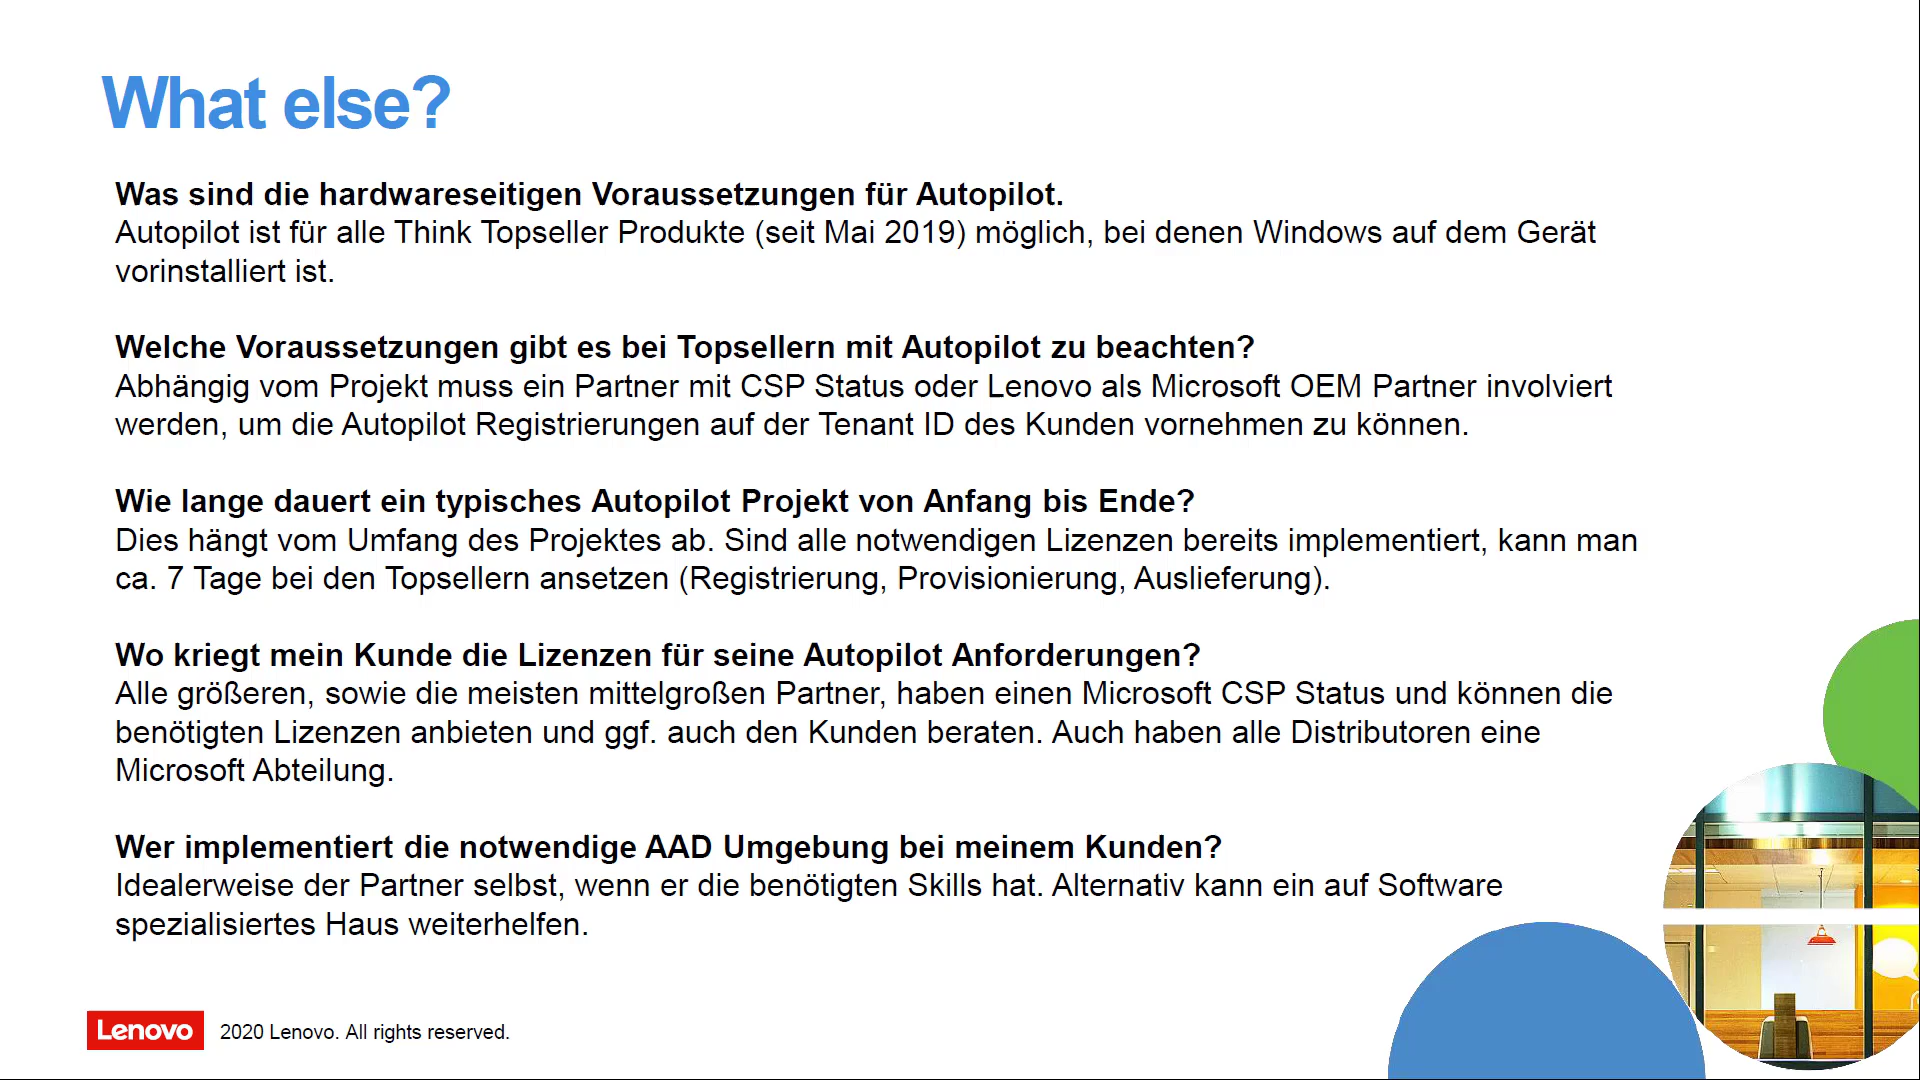 What else?
Was sind die hardwareseitigen Voraussetzungen für Autopilot.
Autopilot ist für alle Think Topseller Produkte (seit Mai 2019) möglich, bei denen Windows auf dem Gerät
vorinstalliert ist.
Welche Voraussetzungen gibt es bei Topsellern mit Autopilot zu beachten?
Abhängig vom Projekt muss ein Partner mit CSP Status oder Lenovo als Microsoft OEM Partner involviert
werden, um die Autopilot Registrierungen auf der Tenant ID des Kunden vornehmen zu können.
Wie lange dauert ein typisches Autopilot Projekt von Anfang bis Ende?
Dies hängt vom Umfang des Projektes ab. Sind alle notwendigen Lizenzen bereits implementiert, kann man
ca. 7 Tage bei den Topsellern ansetzen (Registrierung, Provisionierung, Auslieferung).
Wo kriegt mein Kunde die Lizenzen für seine Autopilot Anforderungen?
Alle größeren, sowie die meisten mittelgroßen Partner, haben einen Microsoft CSP Status und können die
benötigten Lizenzen anbieten und ggf. auch den Kunden beraten. Auch haben alle Distributoren eine
Microsoft Abteilung.
Wer implementiert die notwendige AAD Umgebung bei meinem Kunden?
Idealerweise der Partner selbst, wenn er die benötigten Skills hat. Alternativ kann ein auf Software
spezialisiertes Haus weiterhelfen.
Lenovo 2020 Lenovo. All rights reserved.